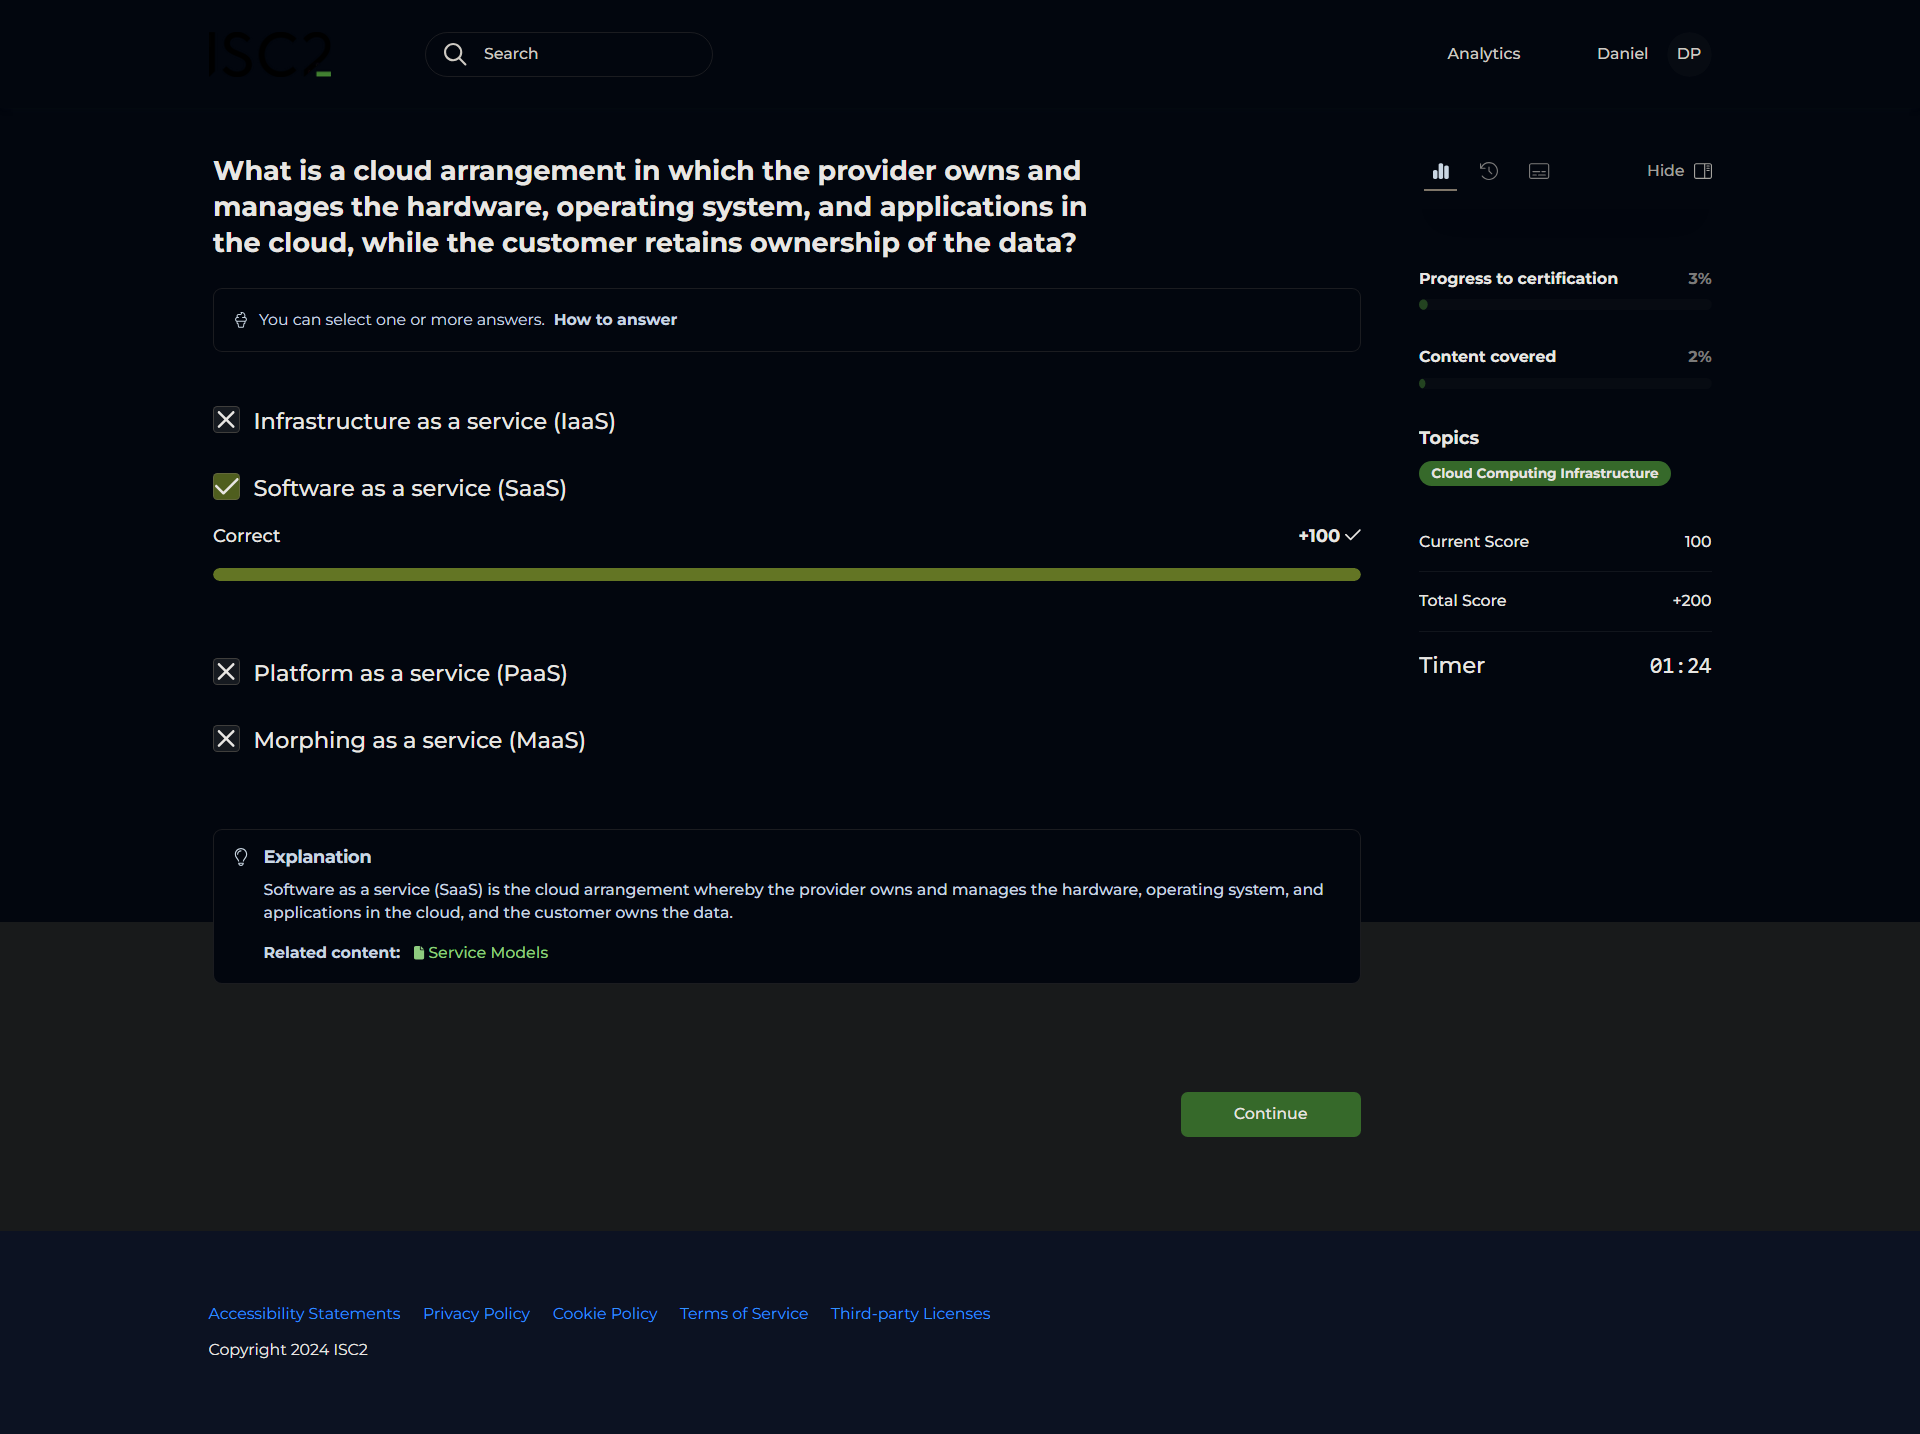 ISC2
Search
Analytics
Daniel
DP
What is a cloud arrangement in which the provider owns and
manages the hardware, operating system, and applications in
the cloud, while the customer retains ownership of the data?
You can select one or more answers. How to answer
Infrastructure as a service (IaaS)
Software as a service (SaaS)
Correct
+100
Platform as a service (PaaS)
Morphing as a service (MaaS)
Explanation
Software as a service (SaaS) is the cloud arrangement whereby the provider owns and manages the hardware, operating system, and
applications in the cloud, and the customer owns the data.
Related content: Service Models
Continue
Hide
Progress to certification 3%
Content covered 2%
Topics
Cloud Computing Infrastructure
Current Score 100
Total Score +200
Timer 01:24
Accessibility Statements Privacy Policy Cookie Policy Terms of Service Third-party Licenses
Copyright 2024 ISC2